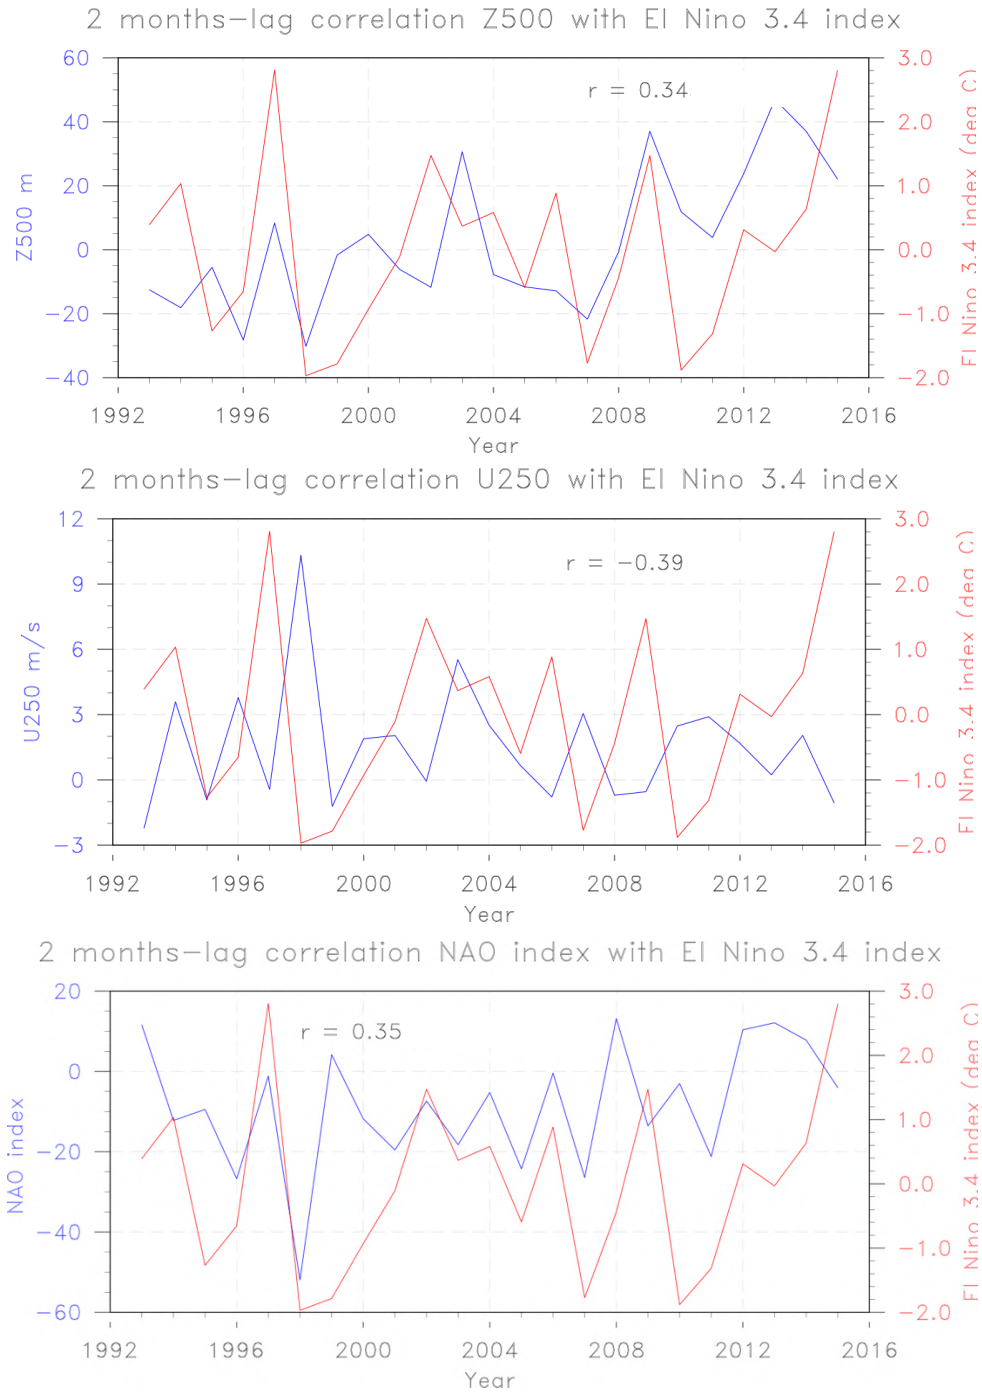 2 months-lag correlation Z500 with El Nino 3.4 index
60
3.0
r = 0.34
40
2.0
20
1.0
0
0.0
-20
-1.0
-40
-2.0
Z500 m
El Nino 3.4 index (deg C)
1992 1996 2000 2004 2008 2012 2016
Year
2 months-lag correlation U250 with El Nino 3.4 index
12
3.0
r = -0.39
9
2.0
6
1.0
3
0.0
0
-1.0
-3
-2.0
U250 m/s
El Nino 3.4 index (deg C)
1992 1996 2000 2004 2008 2012 2016
Year
2 months-lag correlation NAO index with El Nino 3.4 index
20
3.0
r = 0.35
2.0
0
1.0
-20
0.0
-40
-1.0
-60
-2.0
NAO index
El Nino 3.4 index (deg C)
1992 1996 2000 2004 2008 2012 2016
Year